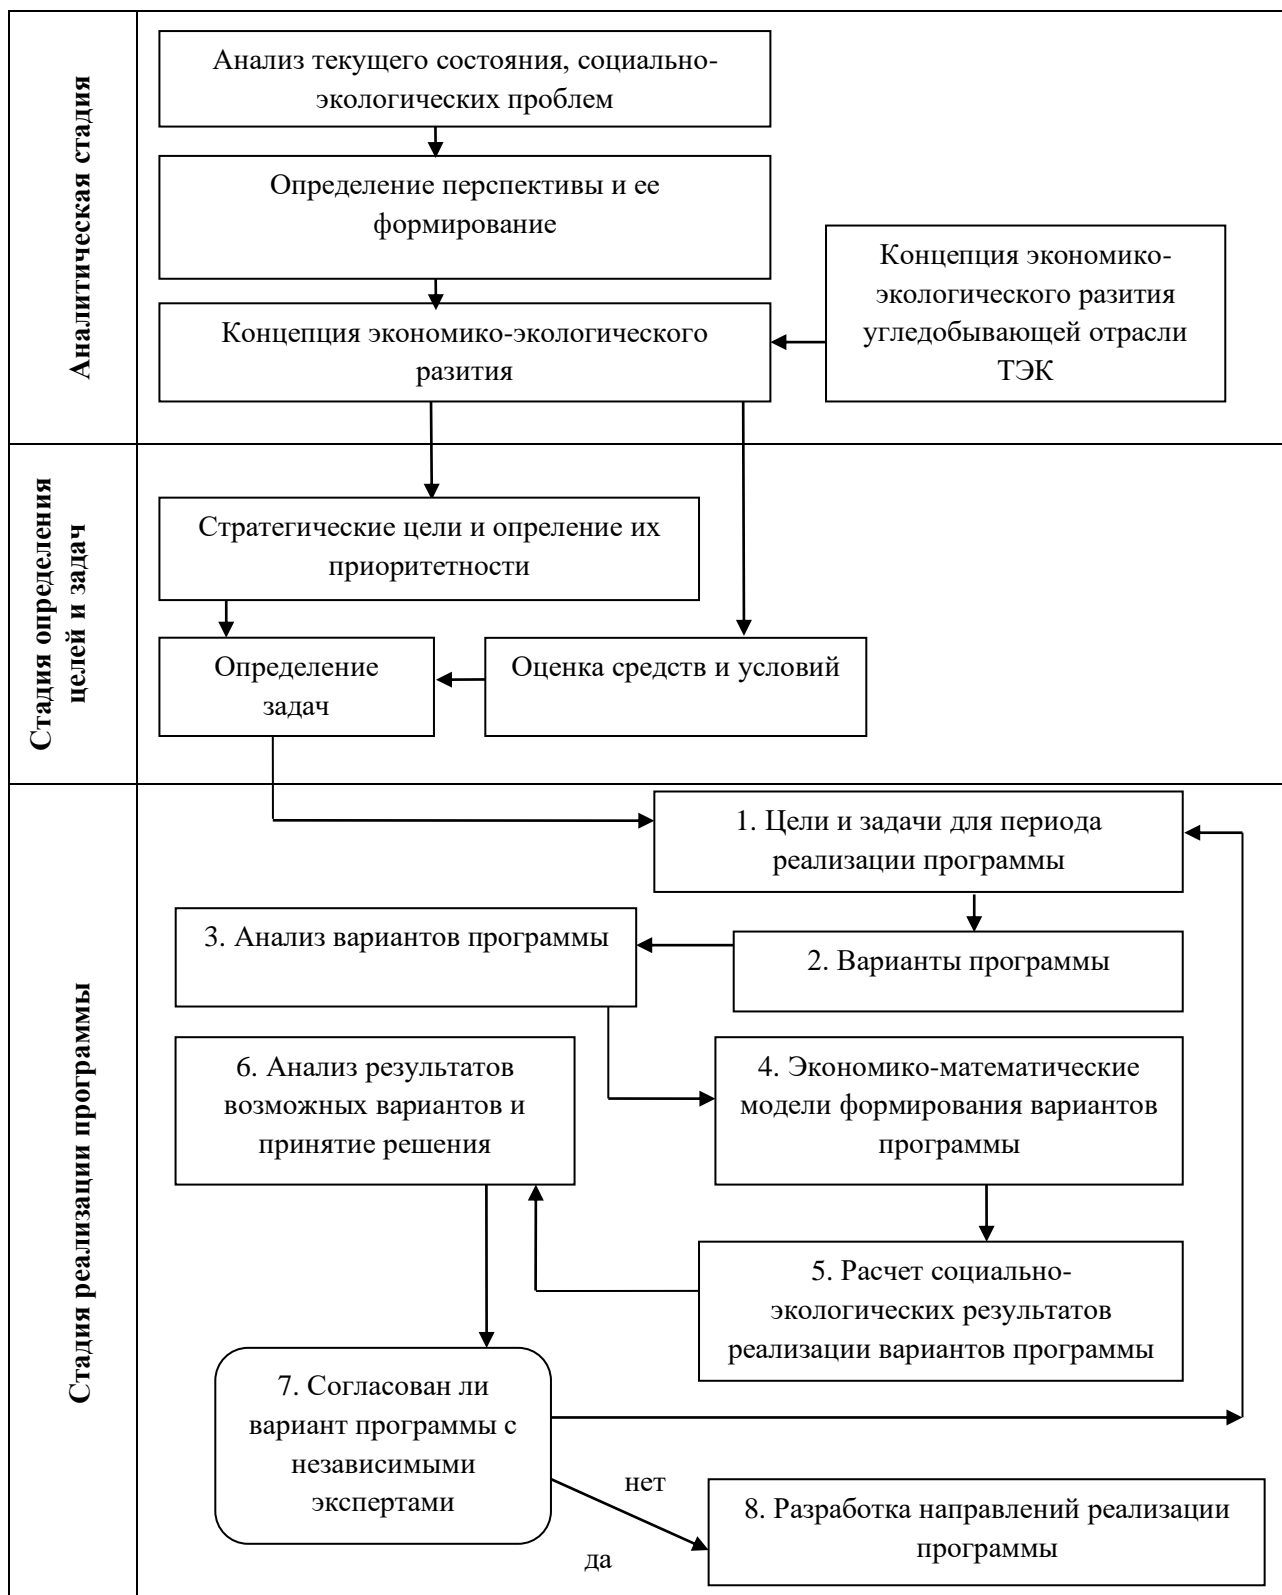 Аналитическая стадия
Анализ текущего состояния, социально-
экологических проблем
Определение перспективы и ее
формирование
Концепция экономико-экологического
разития
Концепция экономико-
экологического разития
угледобывающей отрасли
ТЭК
Стадия определения
целей и задач
Стратегические цели и опреление их
приоритетности
Определение
задач
Оценка средств и условий
Стадия реализации программы
1. Цели и задачи для периода
реализации программы
2. Варианты программы
3. Анализ вариантов программы
4. Экономико-математические
модели формирования вариантов
программы
5. Расчет социально-
экологических результатов
реализации вариантов программы
6. Анализ результатов
возможных вариантов и
принятие решения
7. Согласован ли
вариант программы с
независимыми
экспертами
нет
да
8. Разработка направлений реализации
программы